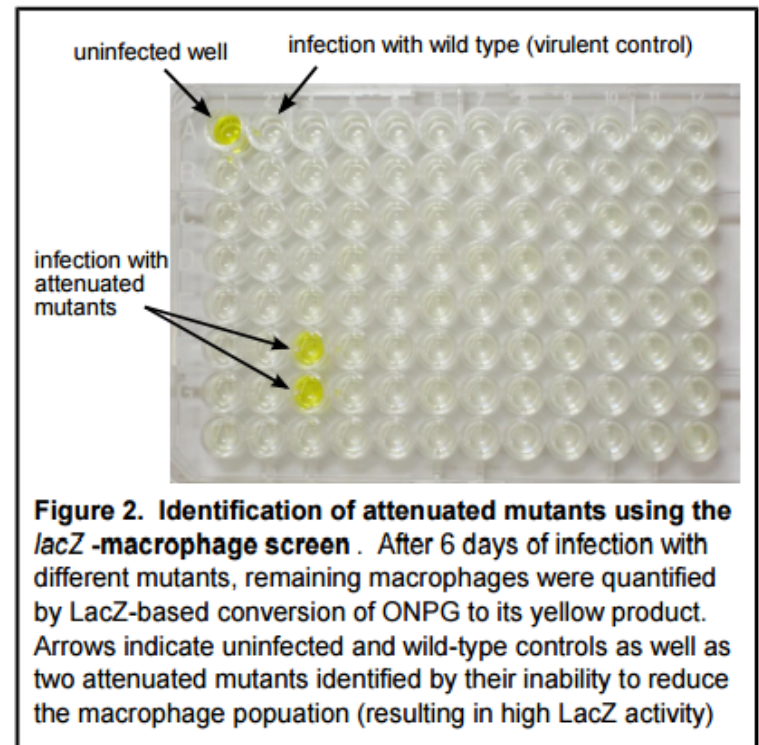 uninfected well
infection with wild type (virulent control)
infection with
attenuated
mutants
Figure 2. Identification of attenuated mutants using the
lacZ -macrophage screen . After 6 days of infection with
different mutants, remaining macrophages were quantified
by LacZ-based conversion of ONPG to its yellow product.
Arrows indicate uninfected and wild-type controls as well as
two attenuated mutants identified by their inability to reduce
the macrophage popuation (resulting in high LacZ activity)